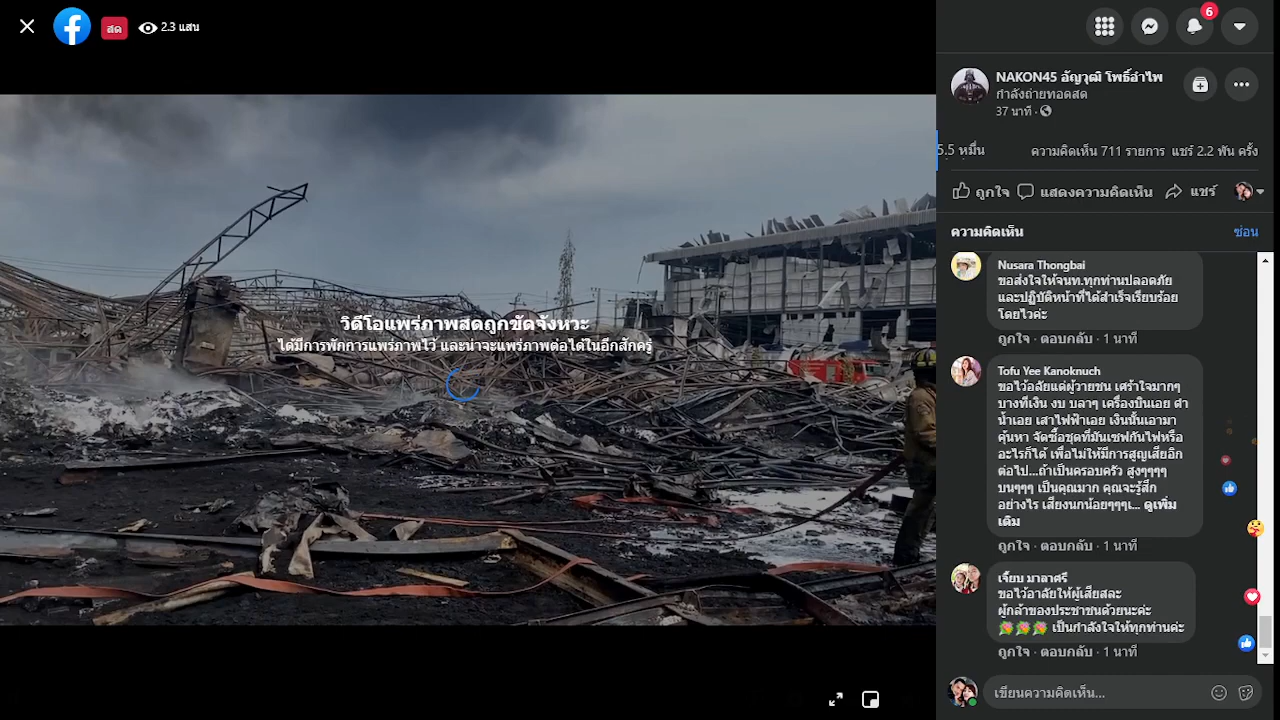 สด
2.3 แสน
6
NAKON45 อัญวุฒิ โพธิ์อำไพ
กำลังถ่ายทอดสด
37 นาที ·
5.5 หมื่น
ความคิดเห็น 711 รายการ แชร์ 2.2 พัน ครั้ง
ถูกใจ แสดงความคิดเห็น แชร์
ความคิดเห็น ซ่อน
วิดีโอแพร่ภาพสดถูกขัดจังหวะ
ได้มีการพักการแพร่ภาพไว้ และน่าจะแพร่ภาพต่อได้ในอีกสักครู่
Nusara Thongbai
ขอส่งใจให้จนท.ทุกท่านปลอดภัย
และปฏิบัติหน้าที่ได้สำเร็จเรียบร้อย
โดยไวค่ะ
ถูกใจ · ตอบกลับ · 1 นาที
Tofu Yee Kanoknuch
ขอไว้อลัยแด่ผู้วายชน เศร้าใจมากๆ
บางทีเงิน งบ บลาๆ เครื่องบินเอย ดำ
น้ำเอย เสาไฟฟ้าเอย เงินนั้นเอามา
ค้นหา จัดซื้อชุดที่มันเซฟกันไฟหรือ
อะไรก็ได้ เพื่อไม่ให้มีการสูญเสียอีก
ต่อไป...ถ้าเป็นครอบครัว สูงๆๆๆๆ
บนๆๆๆ เป็นคุณมาก คุณจะรู้สึก
อย่างไร เสียงนกน้อยๆๆๆเ... ดูเพิ่ม
เติม
ถูกใจ · ตอบกลับ · 1 นาที
เจี๊ยบ มาลาศรี
ขอไว้อาลัยให้ผู้เสียสละ
ผู้กล้าของประชาชนด้วยนะค่ะ
💐💐💐 เป็นกำลังใจให้ทุกท่านค่ะ
ถูกใจ · ตอบกลับ · 1 นาที
เขียนความคิดเห็น...